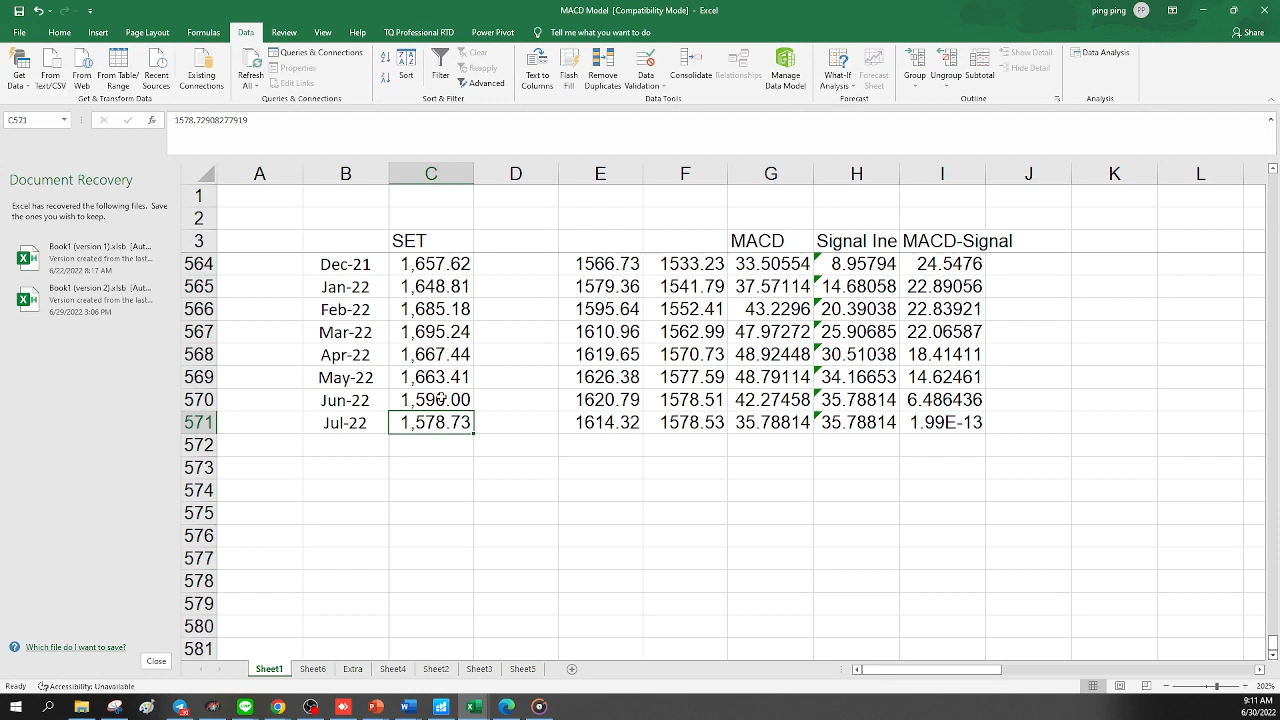 MACD Model [Compatibility Mode] - Excel
ping ping PP
File Home Insert Page Layout Formulas Data Review View Help TQ Professional RTD Power Pivot Tell me what you want to do Share
Get Data From Text/CSV From Web From Table/Range Recent Sources Existing Connections
Get & Transform Data
Refresh All Queries & Connections Properties Edit Links
Queries & Connections
Sort Filter Clear Reapply Advanced
Sort & Filter
Text to Columns Flash Fill Remove Duplicates Data Validation Consolidate Relationships Manage Data Model
Data Tools
What-If Analysis Forecast Sheet
Forecast
Group Ungroup Subtotal Show Detail Hide Detail
Outline
Data Analysis
Analysis
C571 fx 1578.72908277919
Document Recovery
Excel has recovered the following files. Save
the ones you wish to keep.
Book1 (version 1).xlsb [Aut...
Version created from the last...
6/22/2022 8:17 AM
Book1 (version 2).xlsb [Aut...
Version created from the last...
6/29/2022 3:06 PM
Which file do I want to save?
Close
A B C D E F G H I J K L
1
2
3 SET MACD Signal lne MACD-Signal
564 Dec-21 1,657.62 1566.73 1533.23 33.50554 8.95794 24.5476
565 Jan-22 1,648.81 1579.36 1541.79 37.57114 14.68058 22.89056
566 Feb-22 1,685.18 1595.64 1552.41 43.2296 20.39038 22.83921
567 Mar-22 1,695.24 1610.96 1562.99 47.97272 25.90685 22.06587
568 Apr-22 1,667.44 1619.65 1570.73 48.92448 30.51038 18.41411
569 May-22 1,663.41 1626.38 1577.59 48.79114 34.16653 14.62461
570 Jun-22 1,590.00 1620.79 1578.51 42.27458 35.78814 6.486436
571 Jul-22 1,578.73 1614.32 1578.53 35.78814 35.78814 1.99E-13
572
573
574
575
576
577
578
579
580
581
Sheet1 Sheet6 Extra Sheet4 Sheet2 Sheet3 Sheet5
Ready Accessibility: Unavailable 202%
9:11 AM
6/30/2022